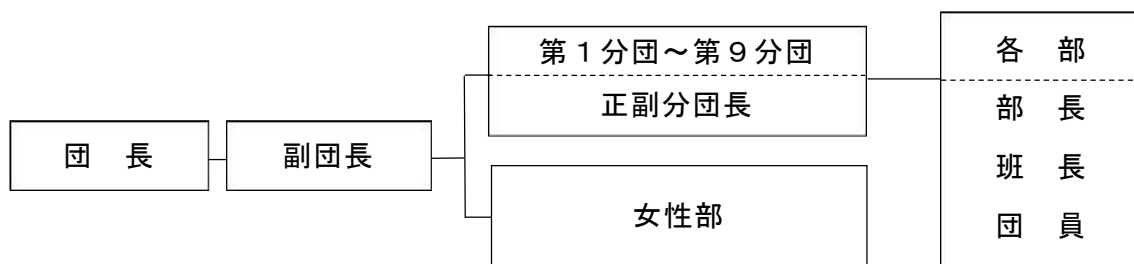 団　長
副団長
第１分団～第９分団
正副分団長
女性部
各　部
部　長
班　長
団　員